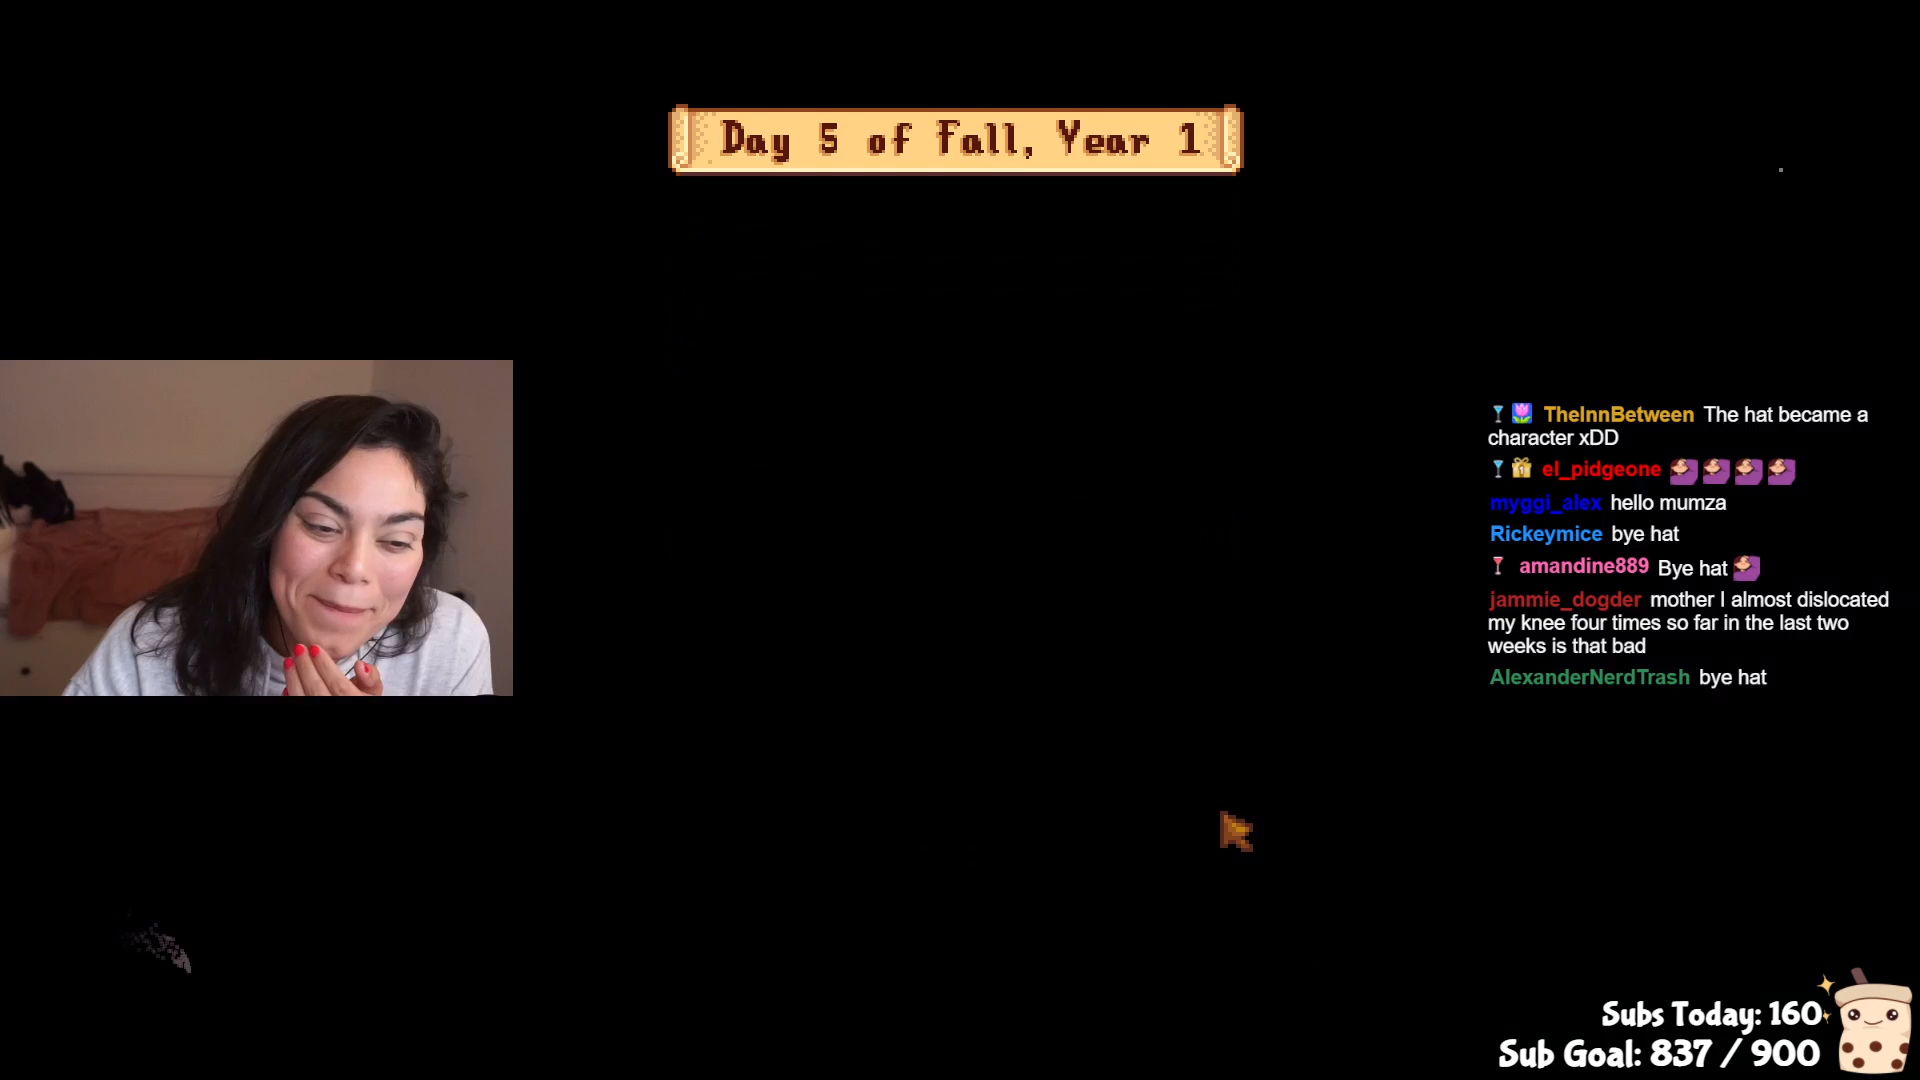 Day 5 of Fall, Year 1
TheInnBetween The hat became a
character xDD
el_pidgeone
myggi_alex hello mumza
Rickeymice bye hat
amandine889 Bye hat
jammie_dogder mother I almost dislocated
my knee four times so far in the last two
weeks is that bad
AlexanderNerdTrash bye hat
Subs Today: 160
Sub Goal: 837 / 900